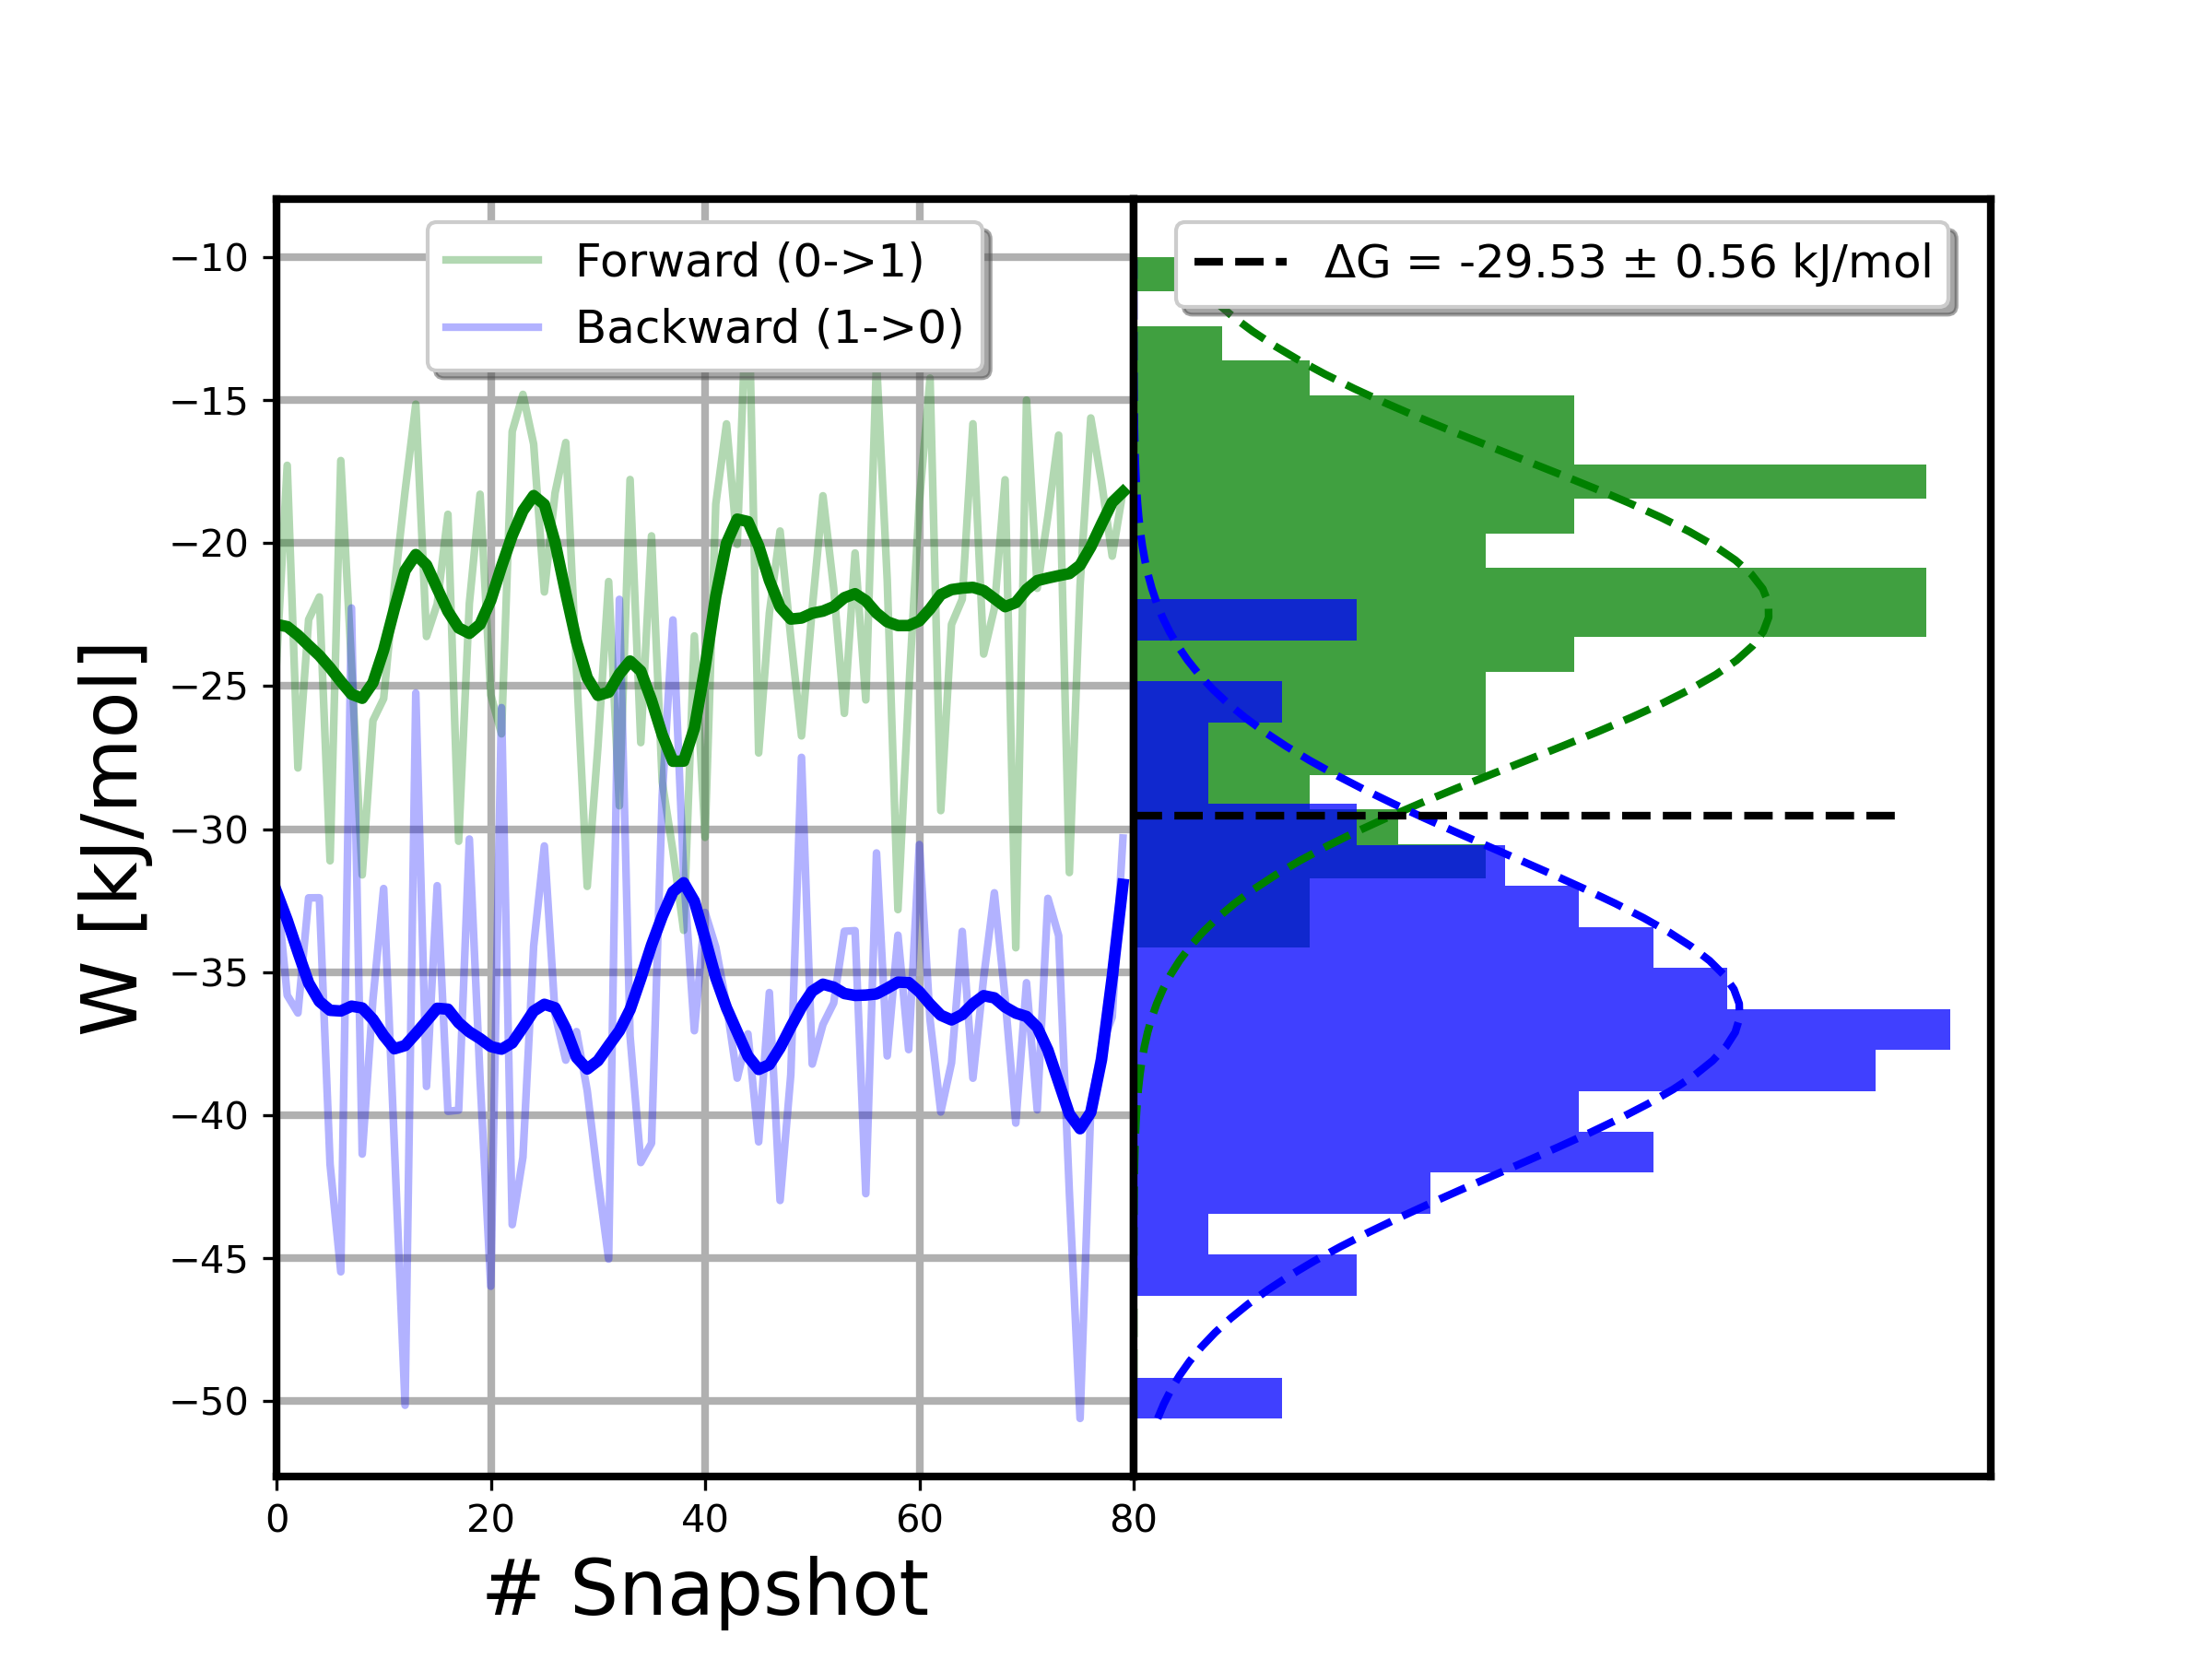 Forward (0->1)
Backward (1->0)
ΔG = -29.53 ± 0.56 kJ/mol
−10
−15
−20
−25
−30
−35
−40
−45
−50
W [kJ/mol]
0 20 40 60 80
# Snapshot